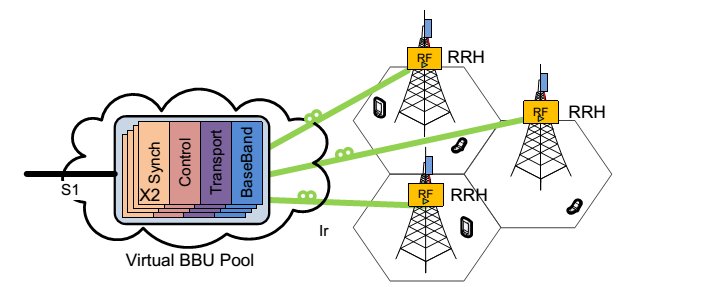 RF
RRH
RF
RRH
Synch
Control
Transport
BaseBand
X2
S1
RF
RRH
Ir
Virtual BBU Pool